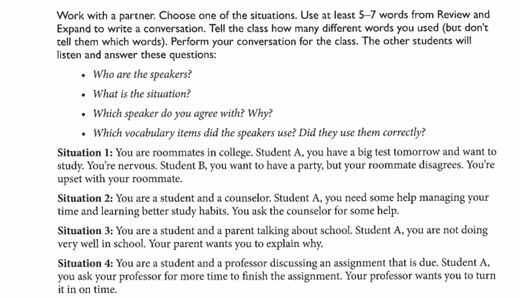 Work with a partner. Choose one of the situations. Use at least 5–7 words from Review and
Expand to write a conversation. Tell the class how many different words you used (but don't
tell them which words). Perform your conversation for the class. The other students will
listen and answer these questions:
• Who are the speakers?
• What is the situation?
• Which speaker do you agree with? Why?
• Which vocabulary items did the speakers use? Did they use them correctly?
Situation 1: You are roommates in college. Student A, you have a big test tomorrow and want to
study. You're nervous. Student B, you want to have a party, but your roommate disagrees. You're
upset with your roommate.
Situation 2: You are a student and a counselor. Student A, you need some help managing your
time and learning better study habits. You ask the counselor for some help.
Situation 3: You are a student and a parent talking about school. Student A, you are not doing
very well in school. Your parent wants you to explain why.
Situation 4: You are a student and a professor discussing an assignment that is due. Student A,
you ask your professor for more time to finish the assignment. Your professor wants you to turn
it in on time.